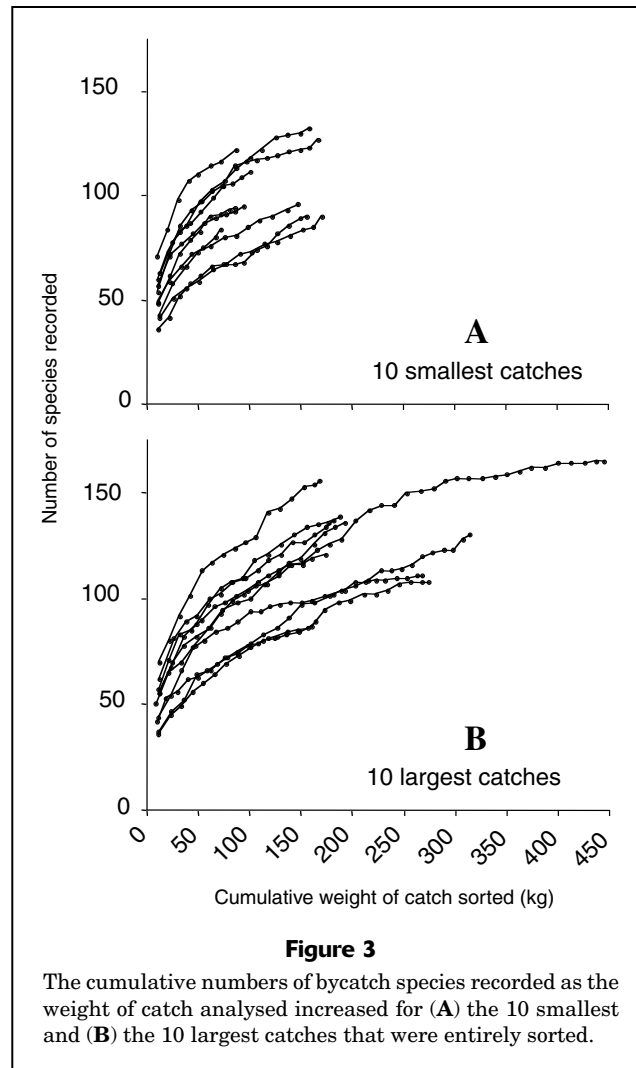 150
100
50
0
A
10 smallest catches
Number of species recorded
150
100
50
0
B
10 largest catches
0
50
100
150
200
250
300
350
400
450
Cumulative weight of catch sorted (kg)
Figure 3
The cumulative numbers of bycatch species recorded as the
weight of catch analysed increased for (A) the 10 smallest
and (B) the 10 largest catches that were entirely sorted.